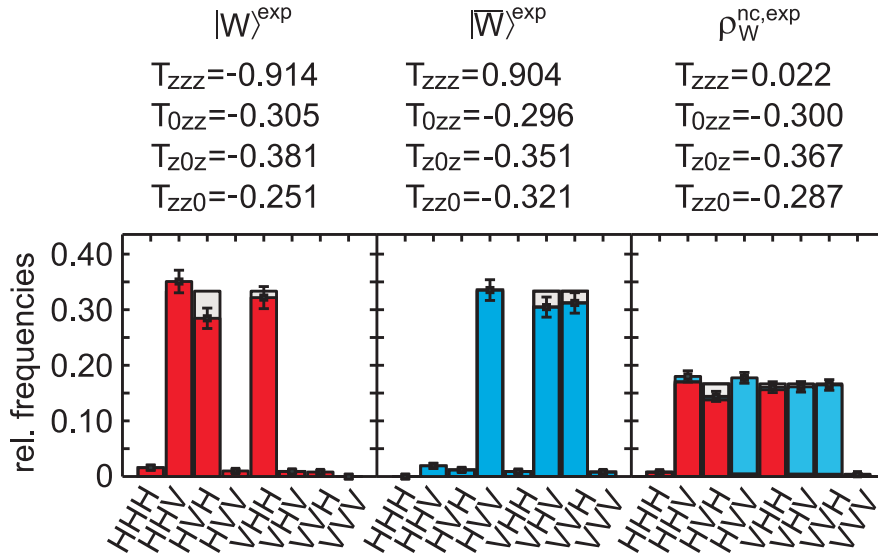 |W⟩exp |W̅⟩exp ρWnc,exp
Tzzz=-0.914 Tzzz=0.904 Tzzz=0.022
T0zz=-0.305 T0zz=-0.296 T0zz=-0.300
Tz0z=-0.381 Tz0z=-0.351 Tz0z=-0.367
Tzz0=-0.251 Tzz0=-0.321 Tzz0=-0.287
rel. frequencies
0.40
0.30
0.20
0.10
0
HHH HHV HVH HVV VHH VHV VVH VVV HHH HHV HVH HVV VHH VHV VVH VVV HHH HHV HVH HVV VHH VHV VVH VVV